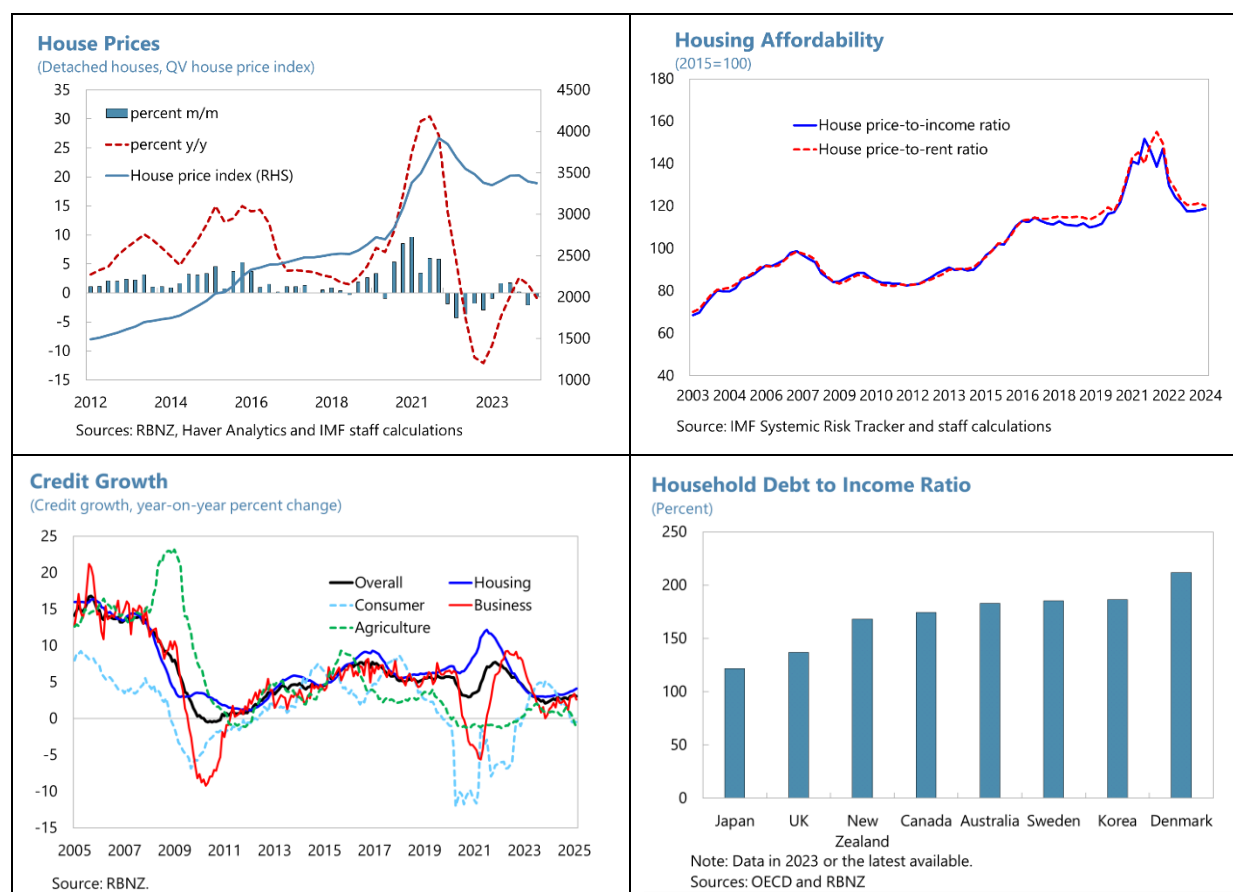 House Prices
(Detached houses, QV house price index)
35
30
25
20
15
10
5
0
-5
-10
-15
4500
4000
3500
3000
2500
2000
1500
1000
percent m/m
percent y/y
House price index (RHS)
2012 2014 2016 2018 2021 2023
Sources: RBNZ, Haver Analytics and IMF staff calculations
Housing Affordability
(2015=100)
180
160
140
120
100
80
60
40
House price-to-income ratio
House price-to-rent ratio
2003 2004 2006 2007 2009 2010 2012 2013 2015 2016 2018 2019 2021 2022 2024
Source: IMF Systemic Risk Tracker and staff calculations
Credit Growth
(Credit growth, year-on-year percent change)
25
20
15
10
5
0
-5
-10
-15
Overall Housing
Consumer Business
Agriculture
2005 2007 2009 2011 2013 2015 2017 2019 2021 2023 2025
Source: RBNZ.
Household Debt to Income Ratio
(Percent)
250
200
150
100
50
0
Japan UK New Canada Australia Sweden Korea Denmark
Zealand
Note: Data in 2023 or the latest available.
Sources: OECD and RBNZ